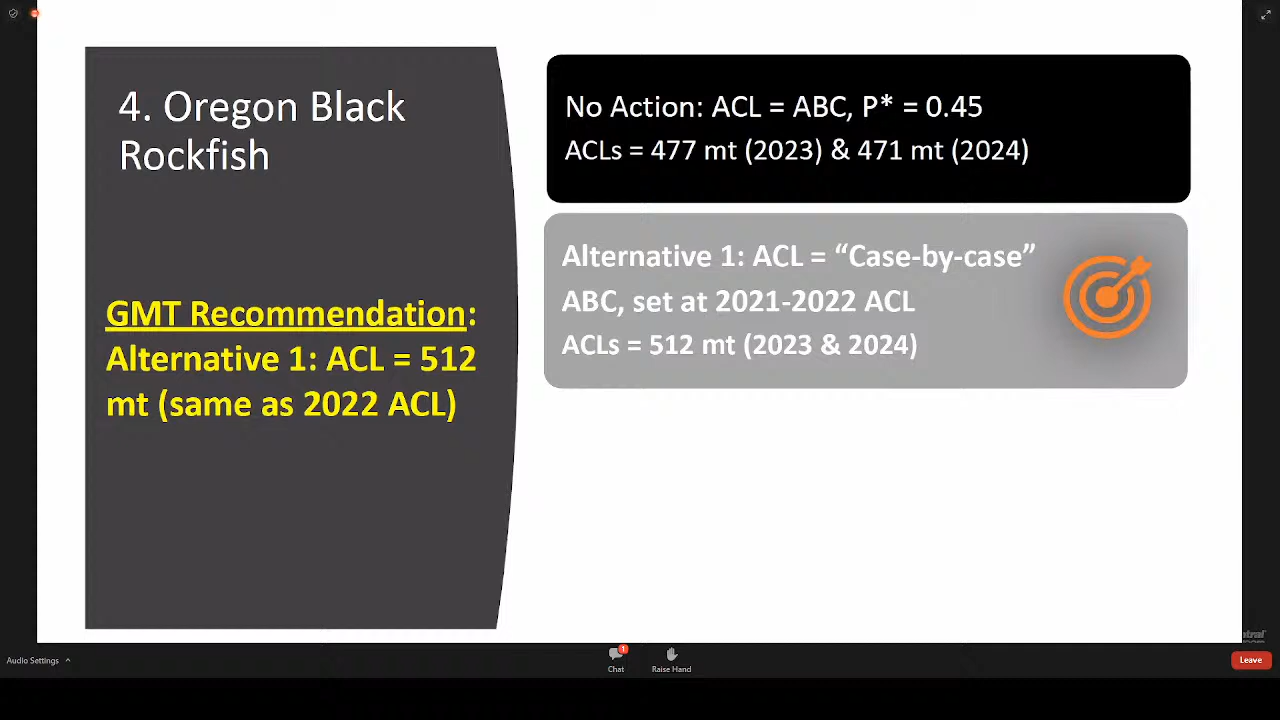 4. Oregon Black
Rockfish
GMT Recommendation:
Alternative 1: ACL = 512
mt (same as 2022 ACL)
No Action: ACL = ABC, P* = 0.45
ACLs = 477 mt (2023) & 471 mt (2024)
Alternative 1: ACL = “Case-by-case”
ABC, set at 2021-2022 ACL
ACLs = 512 mt (2023 & 2024)
Audio Settings
1
Chat
Raise Hand
Leave